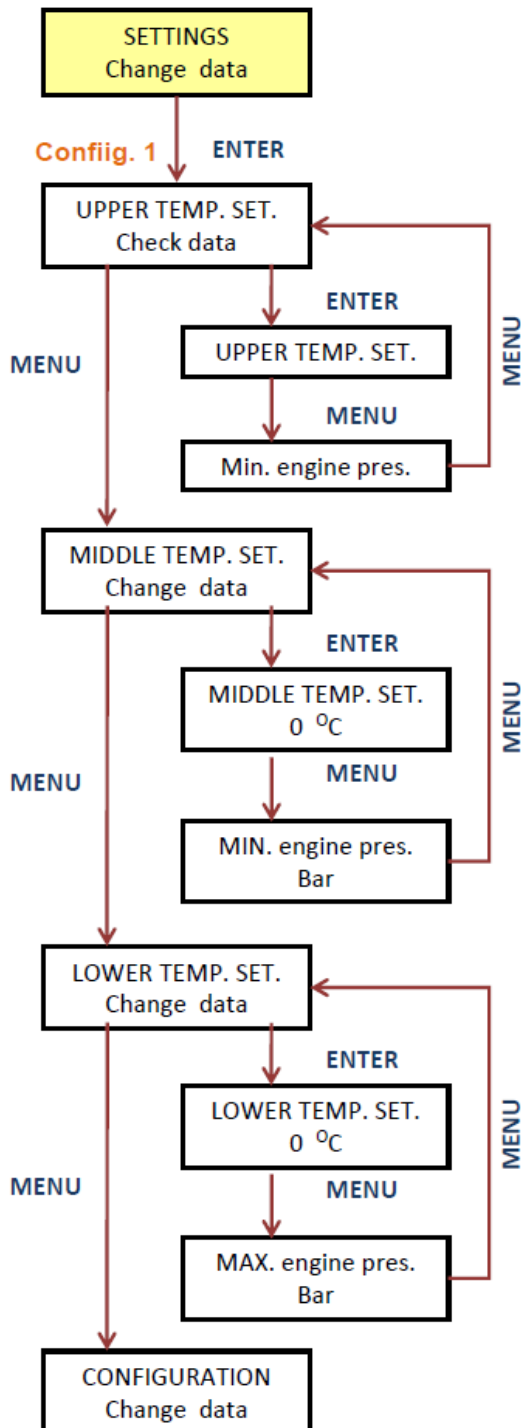 SETTINGS
Change data
Confiig. 1
ENTER
UPPER TEMP. SET.
Check data
ENTER
MENU
MENU
UPPER TEMP. SET.
MENU
Min. engine pres.
MIDDLE TEMP. SET.
Change data
ENTER
MENU
MIDDLE TEMP. SET.
0 ᴼC
MENU
MENU
MIN. engine pres.
Bar
LOWER TEMP. SET.
Change data
ENTER
LOWER TEMP. SET.
0 ᴼC
MENU
MENU
MENU
MAX. engine pres.
Bar
CONFIGURATION
Change data